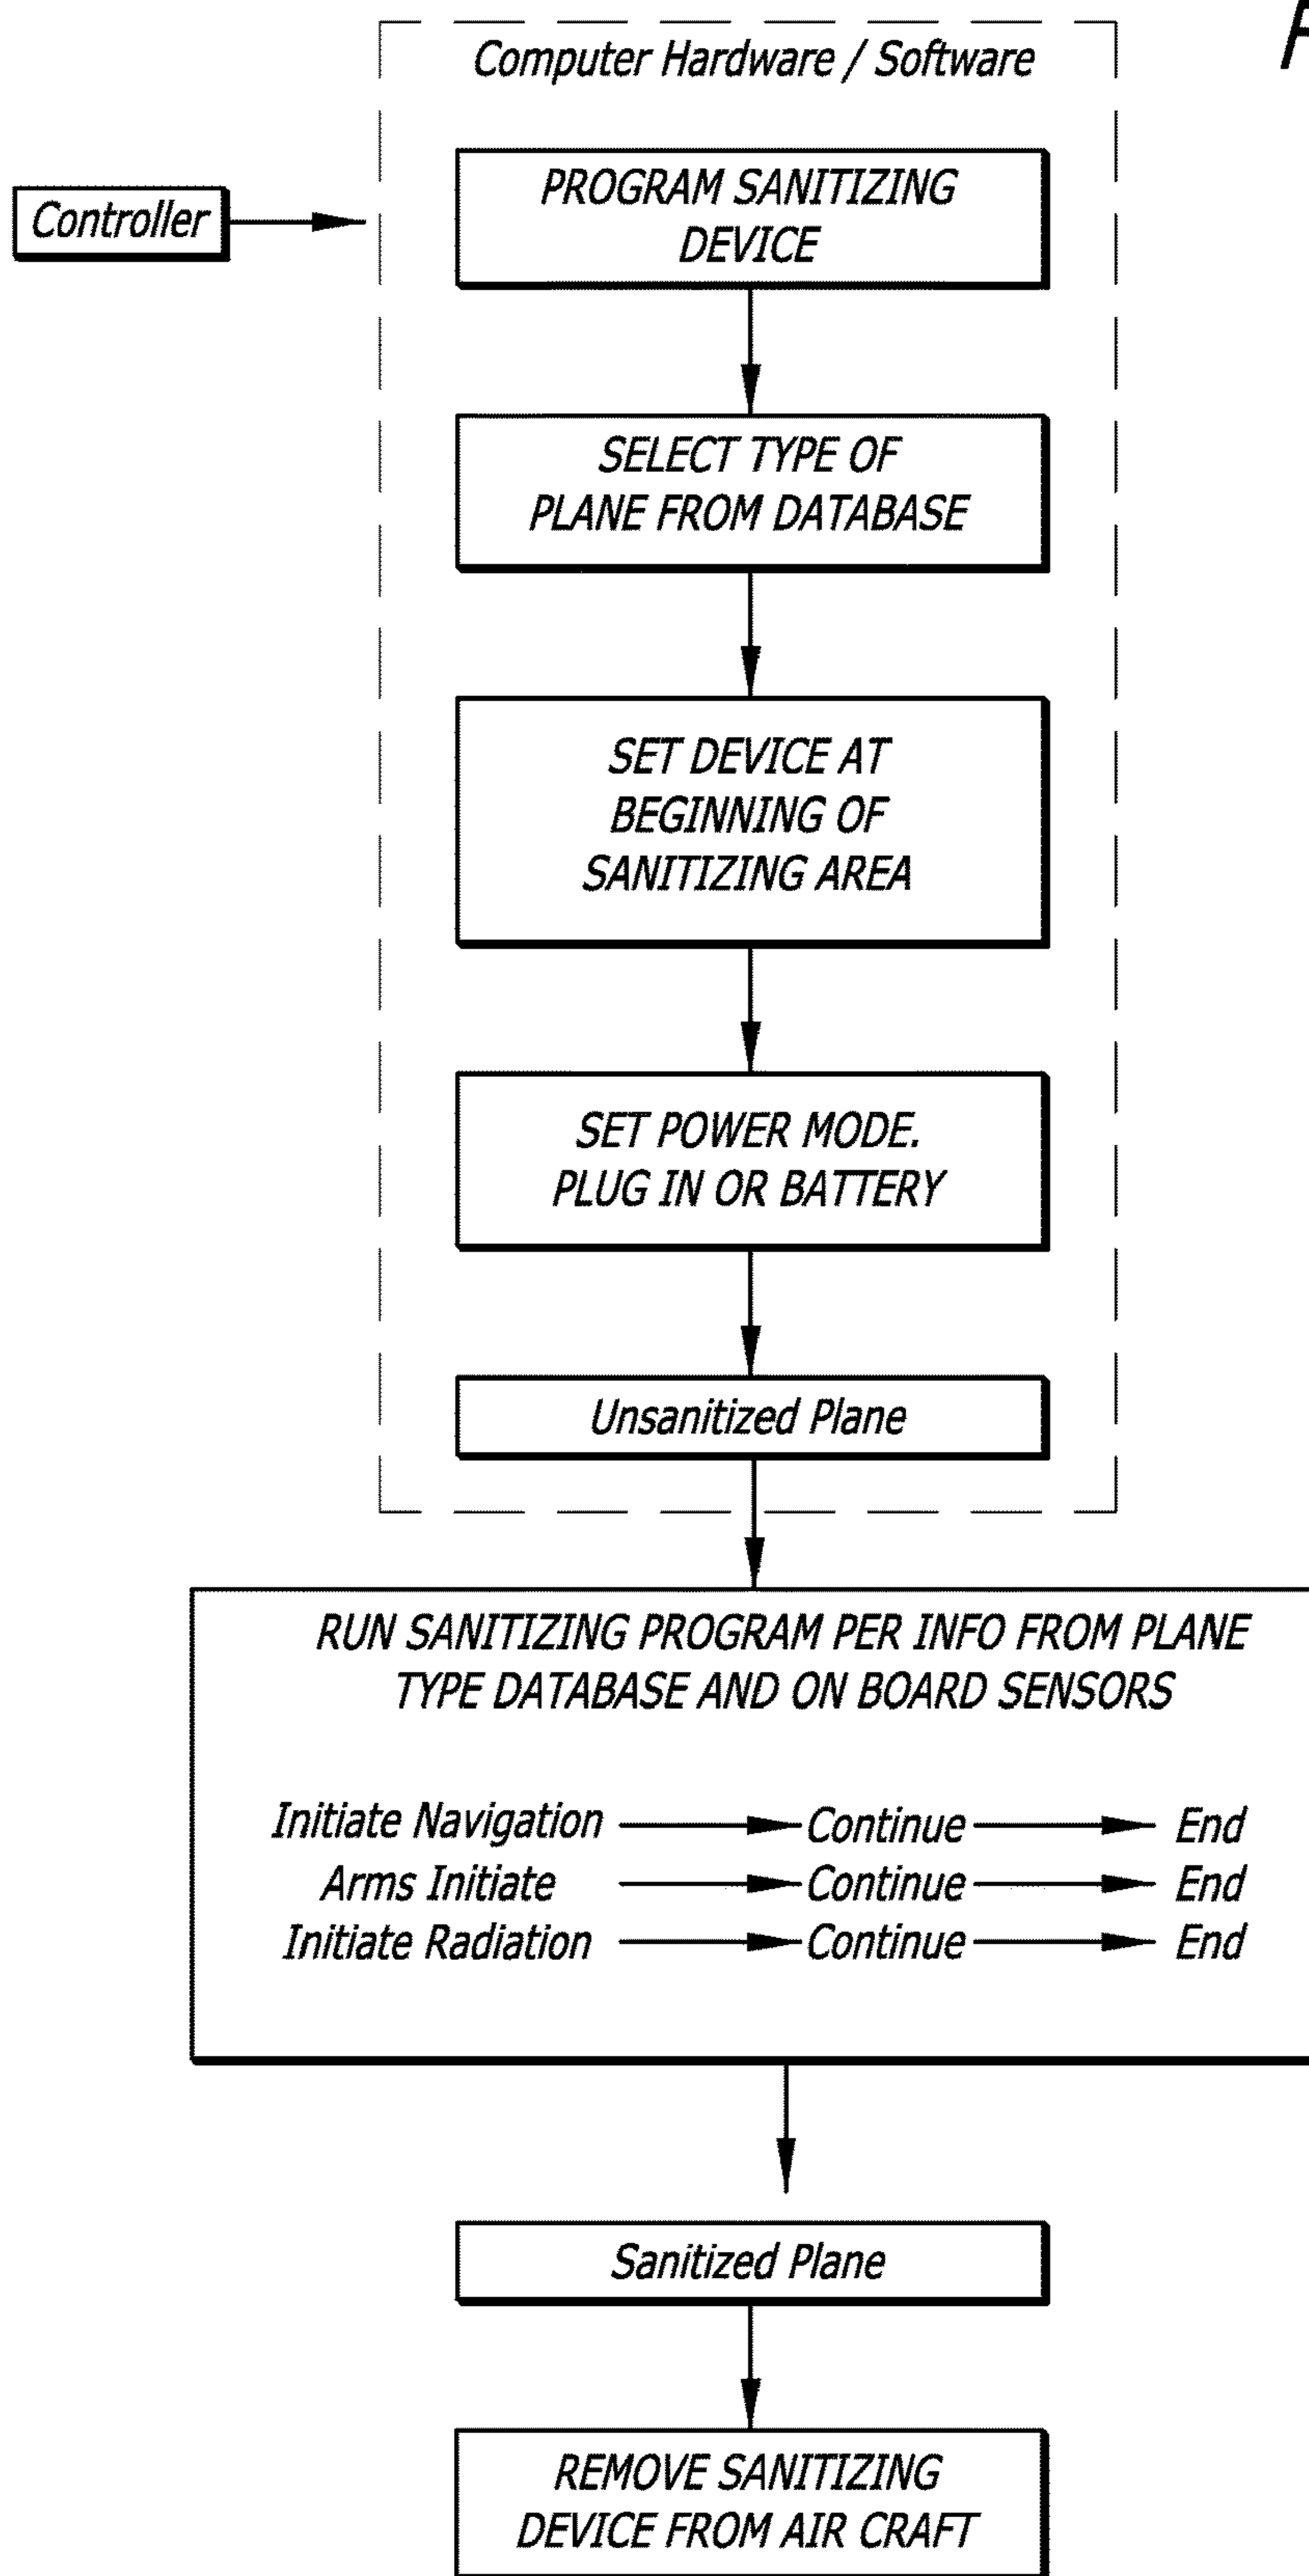 Computer Hardware / Software
Controller
PROGRAM SANITIZING
DEVICE
SELECT TYPE OF
PLANE FROM DATABASE
SET DEVICE AT
BEGINNING OF
SANITIZING AREA
SET POWER MODE.
PLUG IN OR BATTERY
Unsanitized Plane
RUN SANITIZING PROGRAM PER INFO FROM PLANE
TYPE DATABASE AND ON BOARD SENSORS
Initiate Navigation Continue End
Arms Initiate Continue End
Initiate Radiation Continue End
Sanitized Plane
REMOVE SANITIZING
DEVICE FROM AIR CRAFT